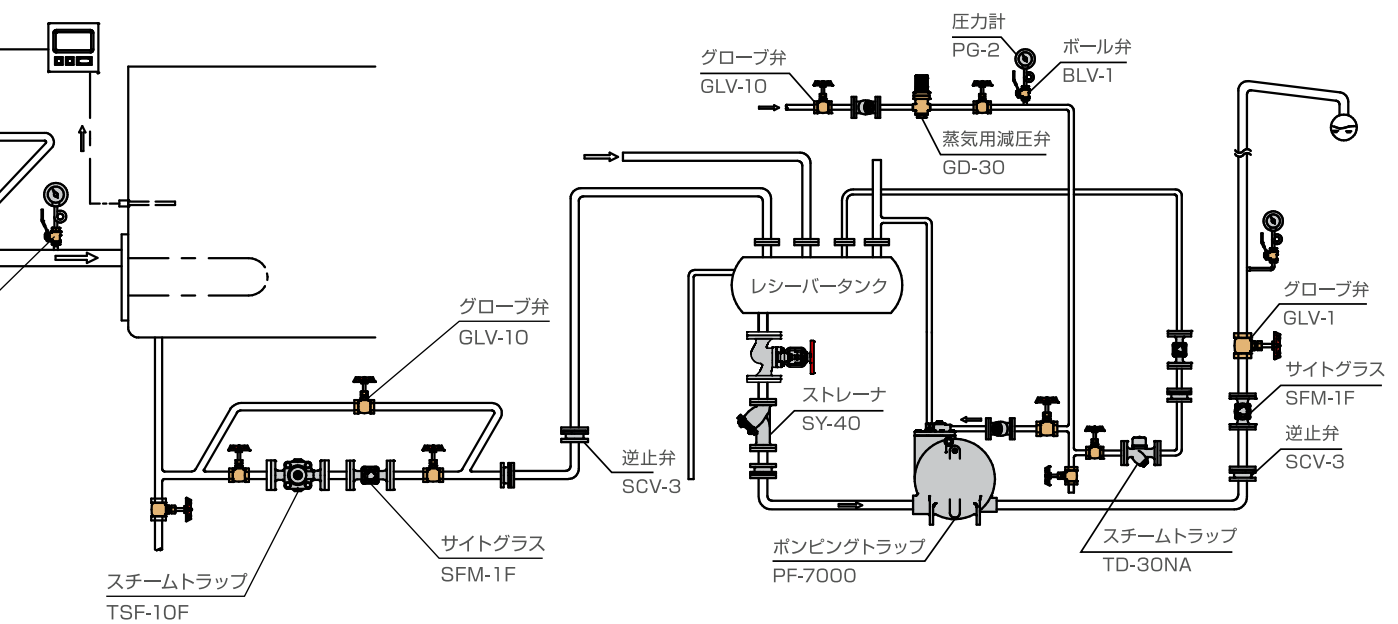 圧力計
PG-2
ボール弁
BLV-1
グローブ弁
GLV-10
蒸気用減圧弁
GD-30
レシーバータンク
グローブ弁
GLV-10
グローブ弁
GLV-1
サイトグラス
SFM-1F
ストレーナ
SY-40
逆止弁
SCV-3
逆止弁
SCV-3
サイトグラス
SFM-1F
ポンピングトラップ
PF-7000
スチームトラップ
TD-30NA
スチームトラップ
TSF-10F